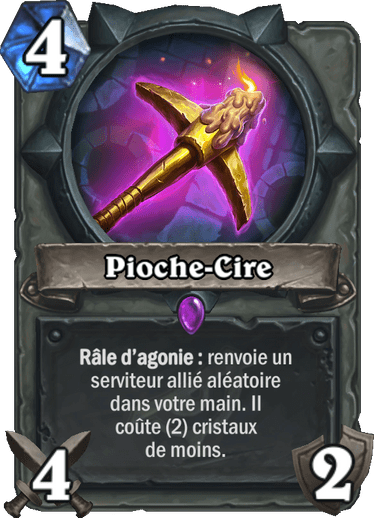 4
Pioche-Cire
Râle d'agonie : renvoie un
serviteur allié aléatoire
dans votre main. Il
coûte (2) cristaux
de moins.
4
2